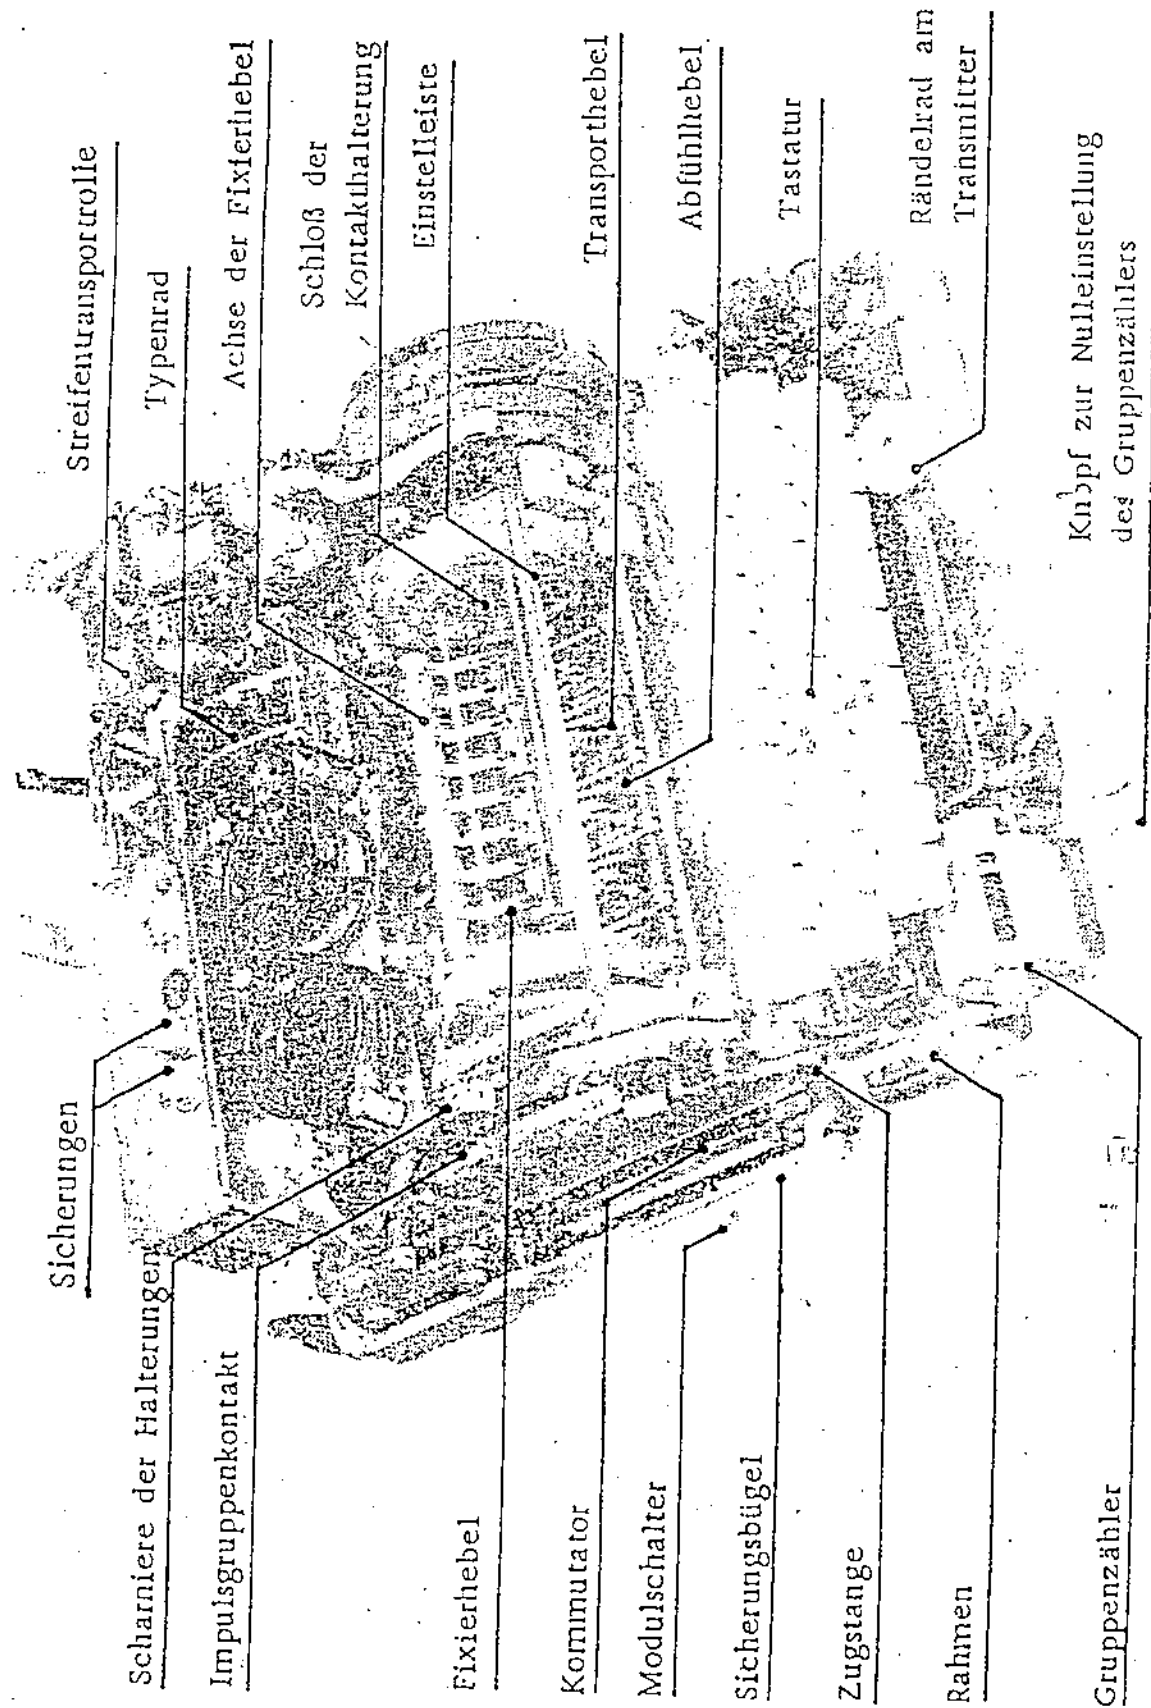 Streifentransportrolle
Typenrad
Achse der Fixierhebel
Schloß der
Kontakthalterung
Einstelleiste
Transporthebel
Abfühlhebel
Tastatur
Rändelrad am
Transmitter
Knopf zur Nulleinstellung
des Gruppenzählers
Sicherungen
Scharniere der Halterungen
Impulsgruppenkontakt
Fixierhebel
Kommutator
Modulschalter
Sicherungsbügel
Zugstange
Rahmen
Gruppenzähler